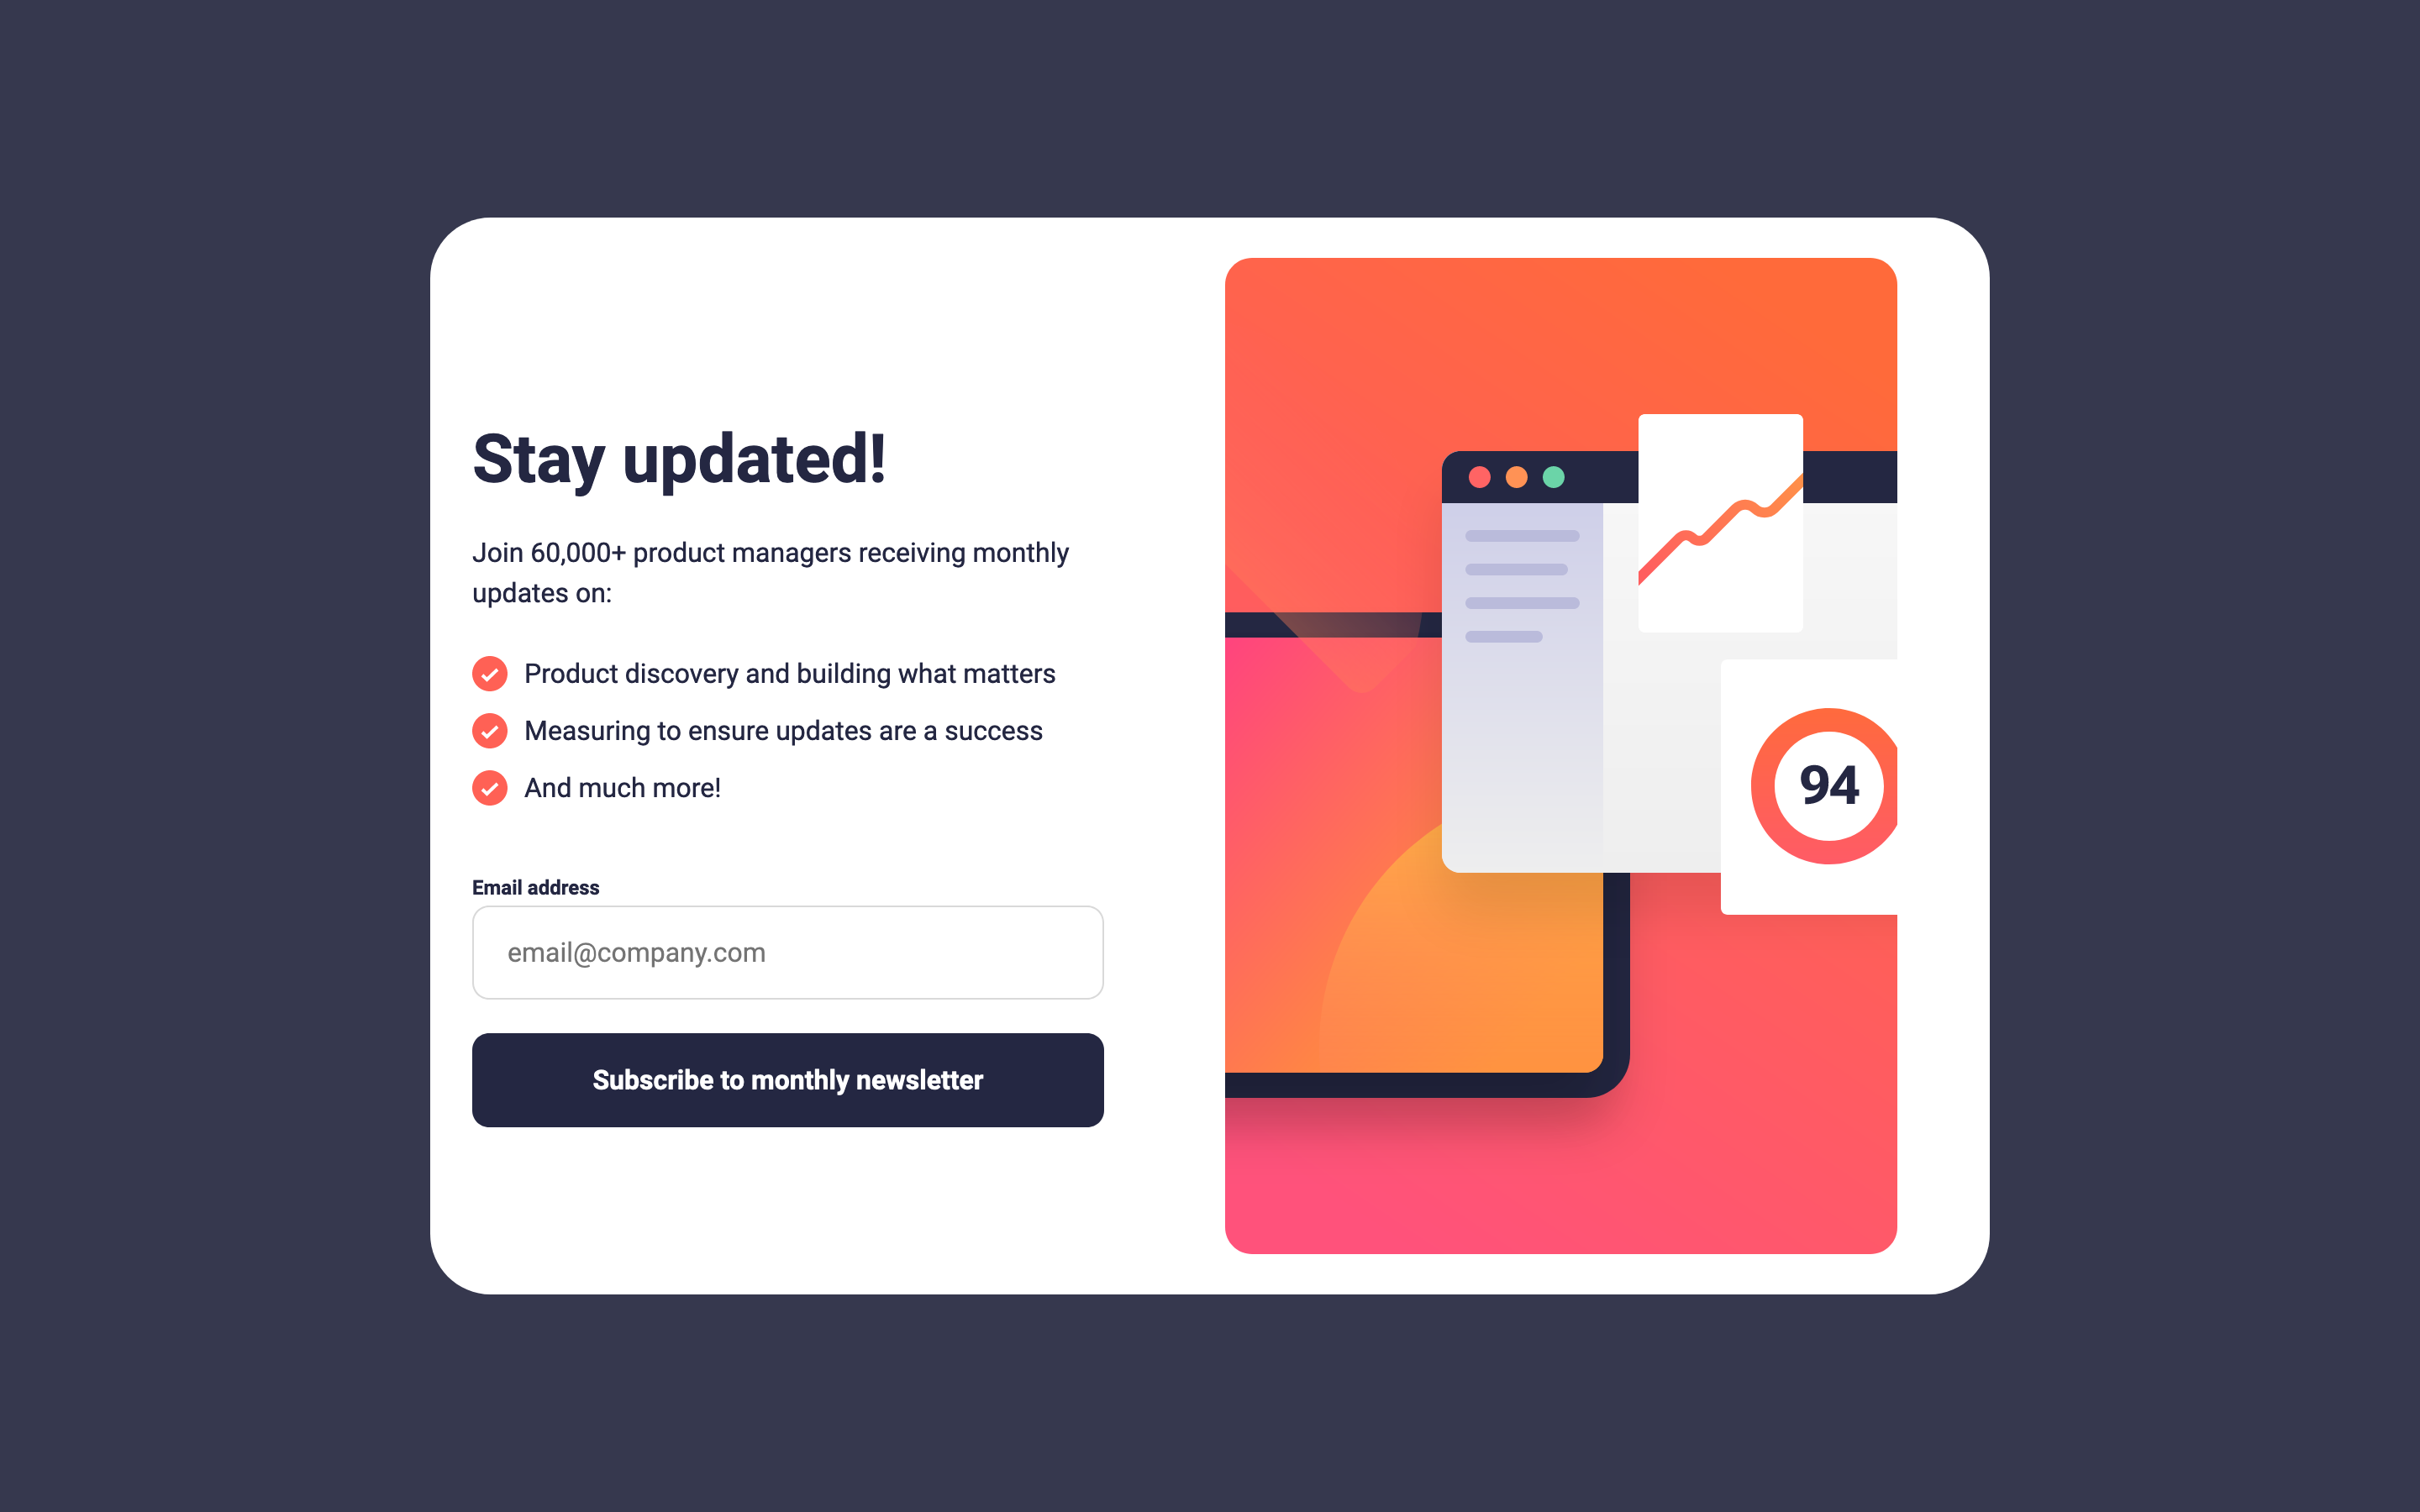 Stay updated!
Join 60,000+ product managers receiving monthly
updates on:
Product discovery and building what matters
Measuring to ensure updates are a success
And much more!
Email address
email@company.com
Subscribe to monthly newsletter
94